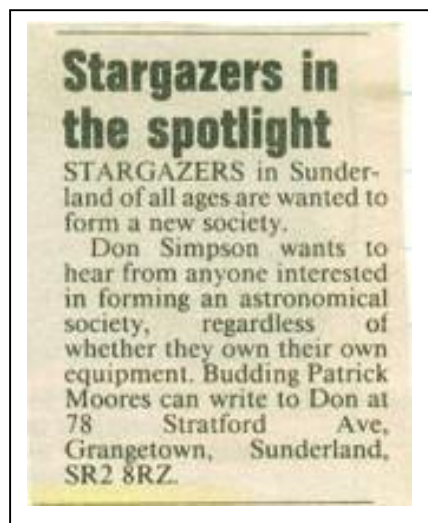 Stargazers in
the spotlight
STARGAZERS in Sunder-
land of all ages are wanted to
form a new society.
Don Simpson wants to
hear from anyone interested
in forming an astronomical
society, regardless of
whether they own their own
equipment. Budding Patrick
Moores can write to Don at
78 Stratford Ave,
Grangetown, Sunderland,
SR2 8RZ.